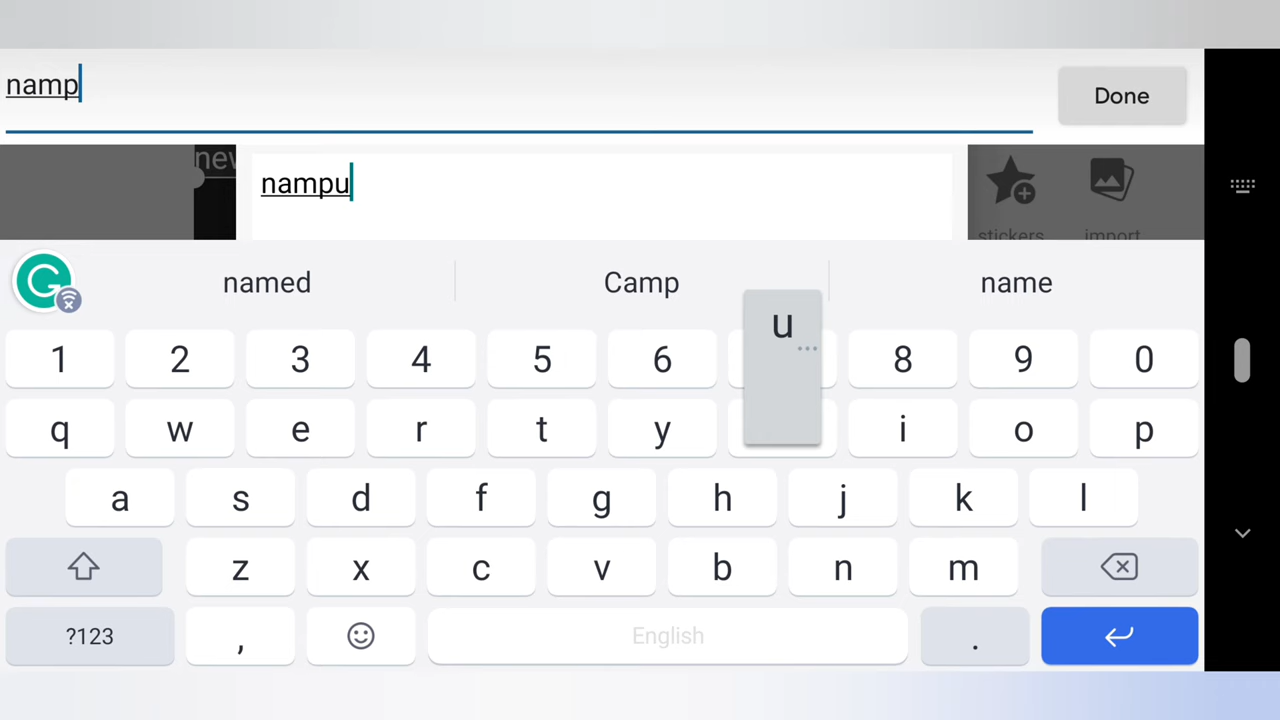 namp
Done
new
nampu
stickers
import
named
Camp
name
u
1 2 3 4 5 6 8 9 0
q w e r t y i o p
a s d f g h j k l
z x c v b n m
?123 , English .